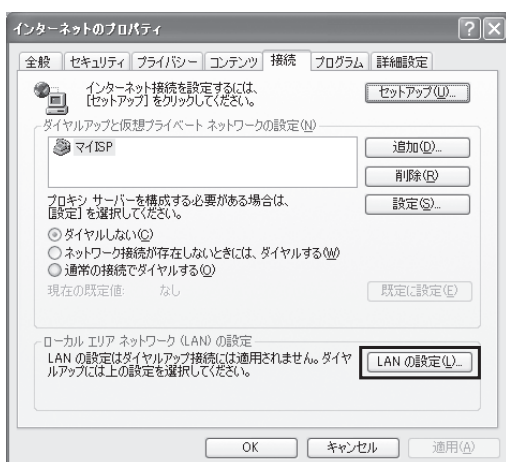 インターネットのプロパティ
全般 セキュリティ プライバシー コンテンツ 接続 プログラム 詳細設定
インターネット接続を設定するには、
[セットアップ] をクリックしてください。
セットアップ(U)...
ダイヤルアップと仮想プライベート ネットワークの設定(N)
マイISP
追加(D)...
削除(R)
プロキシ サーバーを構成する必要がある場合は、
[設定] を選択してください。
設定(S)...
ダイヤルしない(C)
ネットワーク接続が存在しないときには、ダイヤルする(W)
通常の接続でダイヤルする(O)
現在の既定値: なし
既定に設定(E)
ローカル エリア ネットワーク (LAN) の設定
LAN の設定はダイヤルアップ接続には適用されません。ダイヤ
ルアップには上の設定を選択してください。
LAN の設定(L)...
OK キャンセル 適用(A)